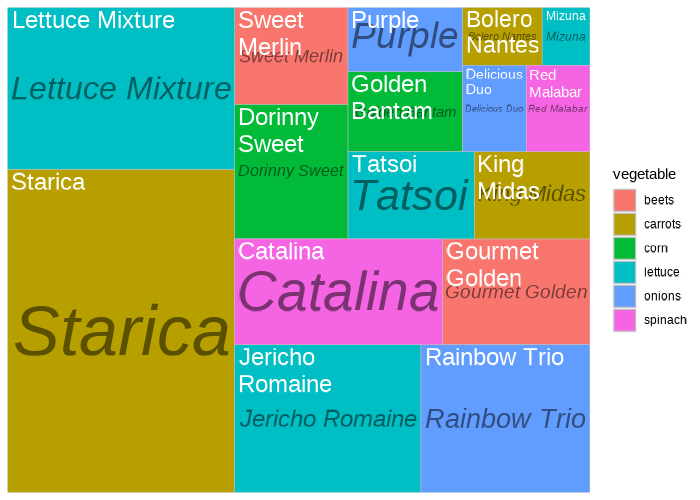 Lettuce Mixture
Lettuce Mixture
Starica
Starica
Sweet
Merlin
Sweet Merlin
Dorinny
Sweet
Dorinny Sweet
Purple
Purple
Golden
Bantam
Golden Bantam
Bolero
Nantes
Bolero Nantes
Mizuna
Mizuna
Delicious
Duo
Delicious Duo
Red
Malabar
Red Malabar
Tatsoi
Tatsoi
King
Midas
King Midas
Catalina
Catalina
Gourmet
Golden
Gourmet Golden
Jericho
Romaine
Jericho Romaine
Rainbow Trio
Rainbow Trio
vegetable
beets
carrots
corn
lettuce
onions
spinach